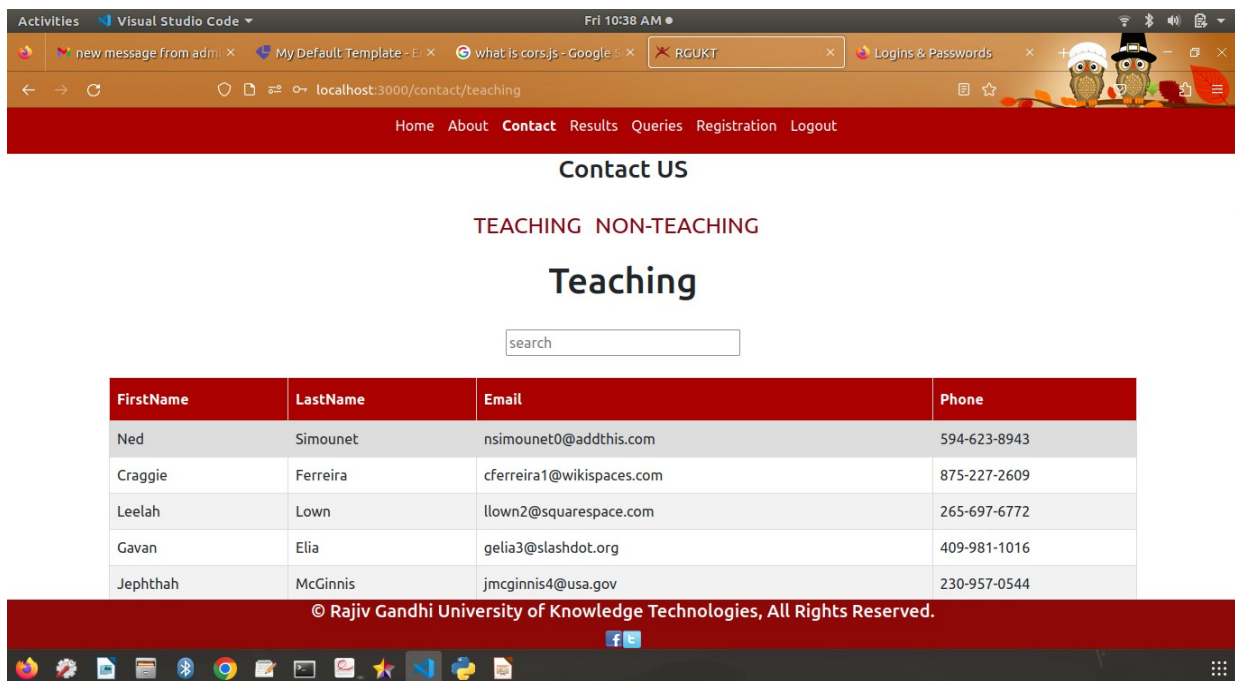 Activities Visual Studio Code Fri 10:38 AM
new message from admi My Default Template - E what is cors.js - Google S RGUKT Logins & Passwords
localhost:3000/contact/teaching
Home About Contact Results Queries Registration Logout
Contact US
TEACHING NON-TEACHING
Teaching
search
FirstName LastName Email Phone
Ned Simounet nsimounet0@addthis.com 594-623-8943
Craggie Ferreira cferreira1@wikispaces.com 875-227-2609
Leelah Lown llown2@squarespace.com 265-697-6772
Gavan Elia gelia3@slashdot.org 409-981-1016
Jephthah McGinnis jmcginnis4@usa.gov 230-957-0544
© Rajiv Gandhi University of Knowledge Technologies, All Rights Reserved.